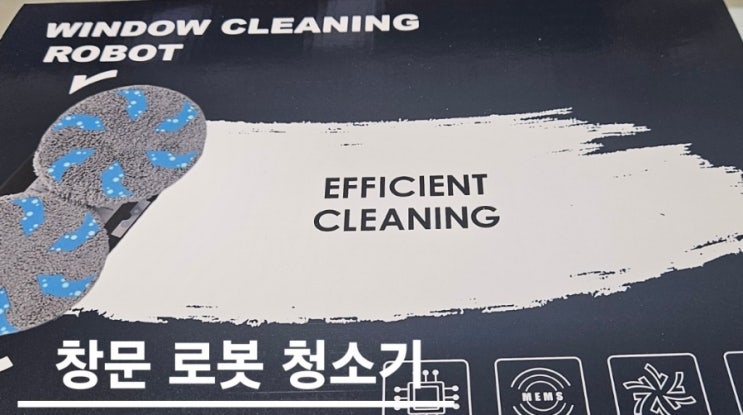 WINDOW CLEANING
ROBOT
EFFICIENT
CLEANING
창문 로봇 청소기
MEMS